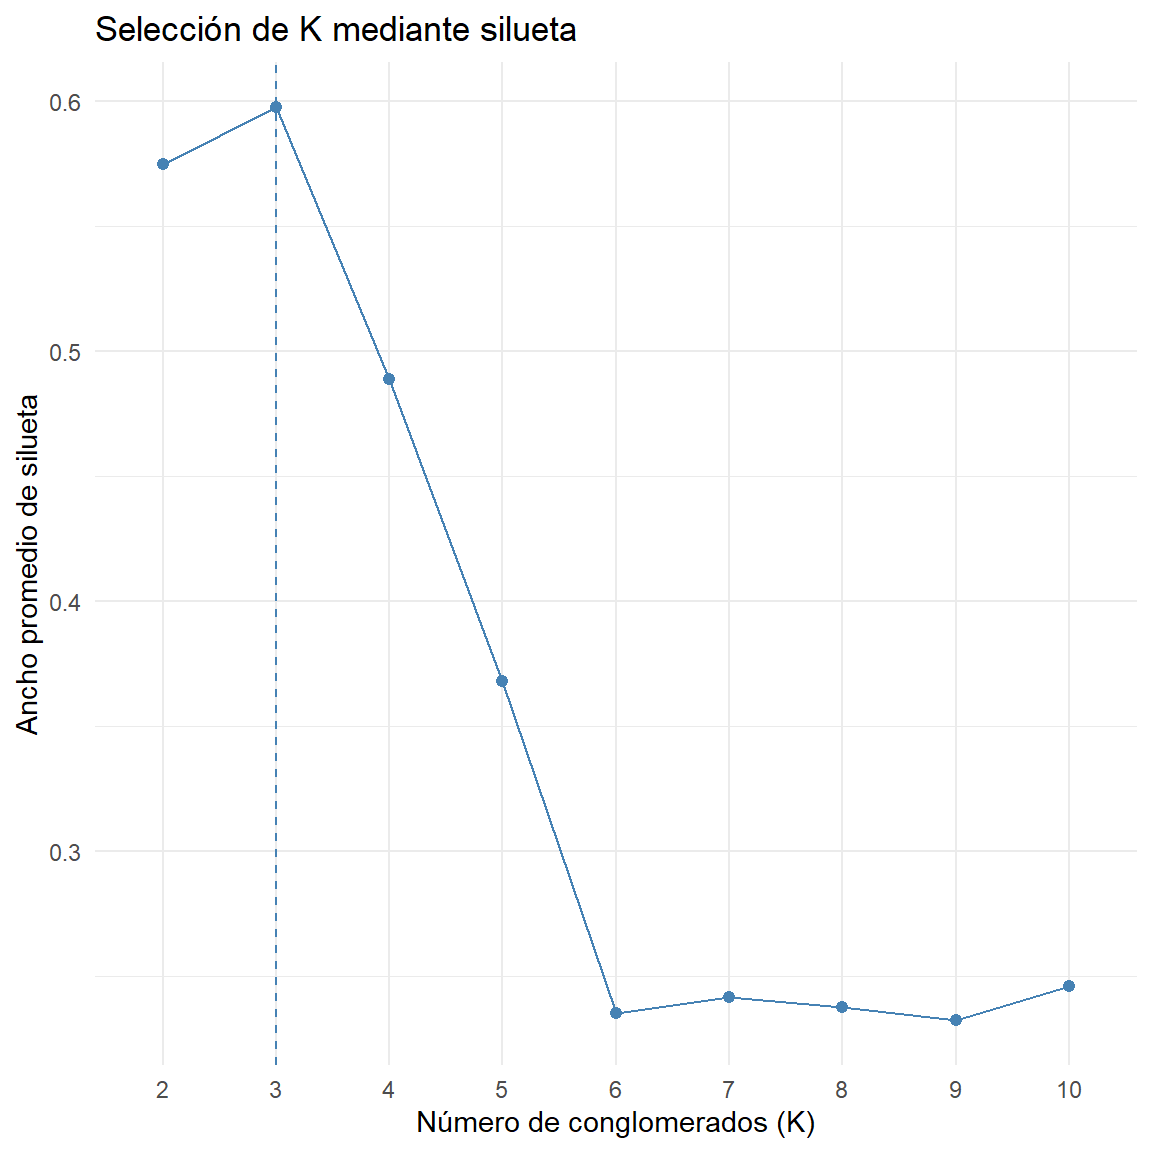 Selección de K mediante silueta
0.6
0.5
0.4
0.3
Ancho promedio de silueta
2 3 4 5 6 7 8 9 10
Número de conglomerados (K)